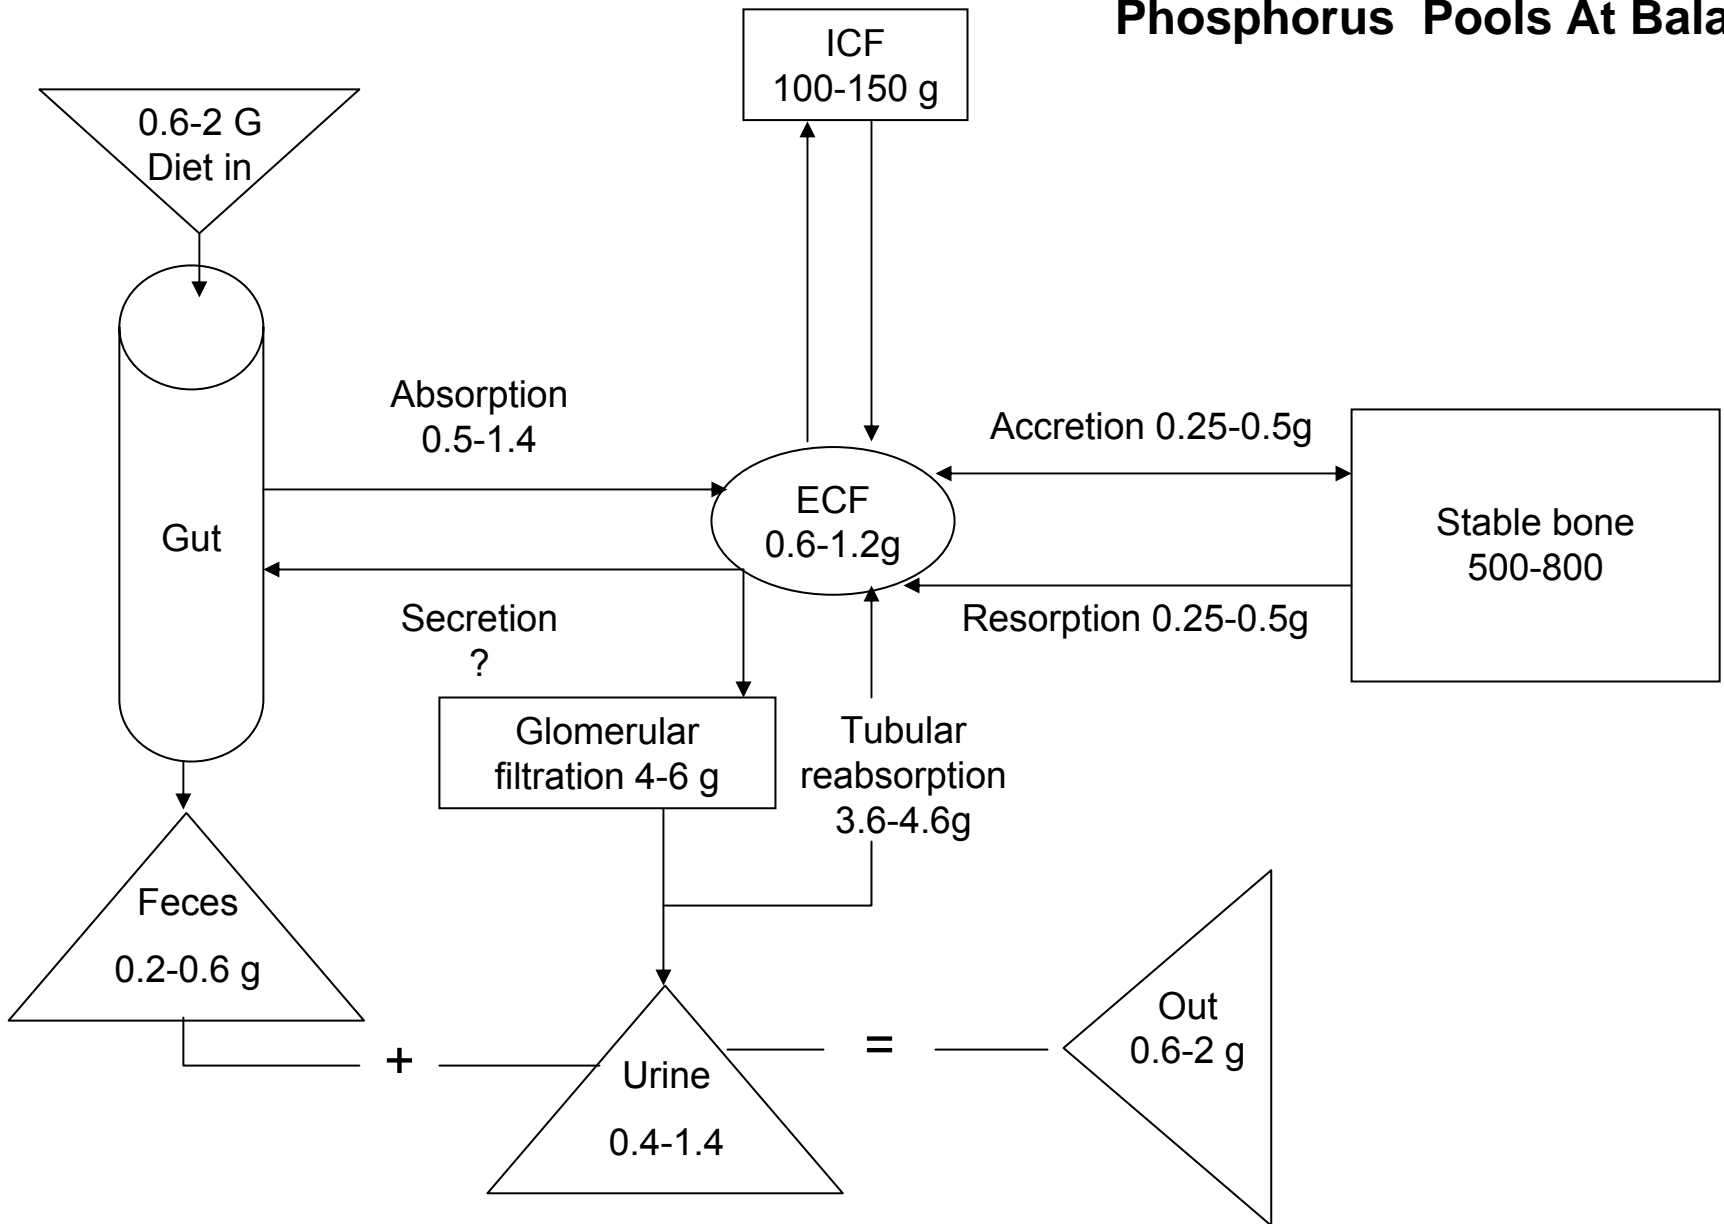 Phosphorus Pools At Bala
ICF
100-150 g
0.6-2 G
Diet in
Absorption
0.5-1.4
Accretion 0.25-0.5g
ECF
0.6-1.2g
Gut
Stable bone
500-800
Secretion
?
Resorption 0.25-0.5g
Glomerular
filtration 4-6 g
Tubular
reabsorption
3.6-4.6g
Feces
0.2-0.6 g
+
Urine
0.4-1.4
=
Out
0.6-2 g